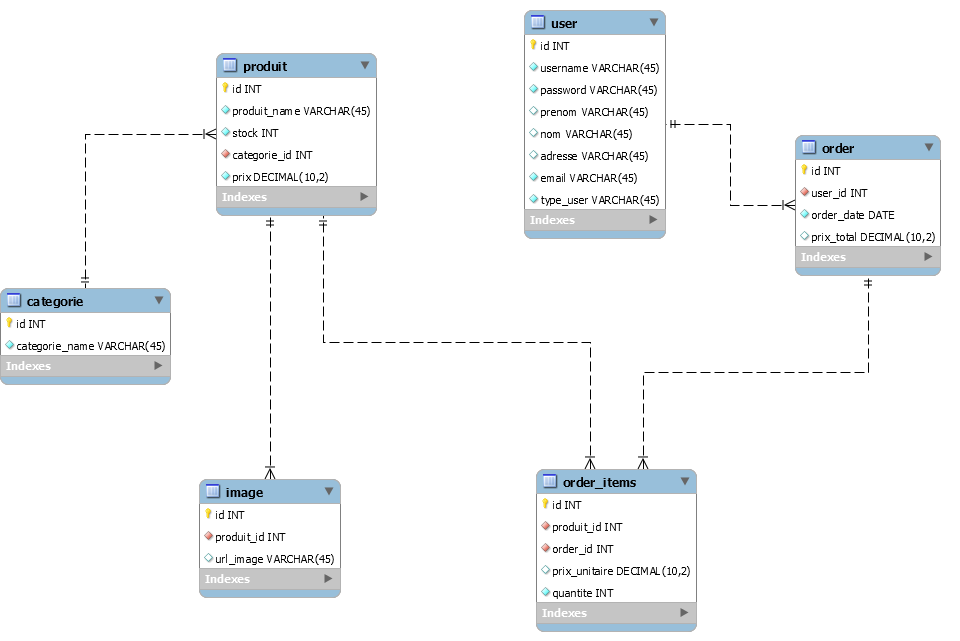 user
id INT
username VARCHAR(45)
password VARCHAR(45)
prenom VARCHAR(45)
nom VARCHAR(45)
adresse VARCHAR(45)
email VARCHAR(45)
type_user VARCHAR(45)
Indexes
produit
id INT
produit_name VARCHAR(45)
stock INT
categorie_id INT
prix DECIMAL(10,2)
Indexes
order
id INT
user_id INT
order_date DATE
prix_total DECIMAL(10,2)
Indexes
categorie
id INT
categorie_name VARCHAR(45)
Indexes
image
id INT
produit_id INT
url_image VARCHAR(45)
Indexes
order_items
id INT
produit_id INT
order_id INT
prix_unitaire DECIMAL(10,2)
quantite INT
Indexes